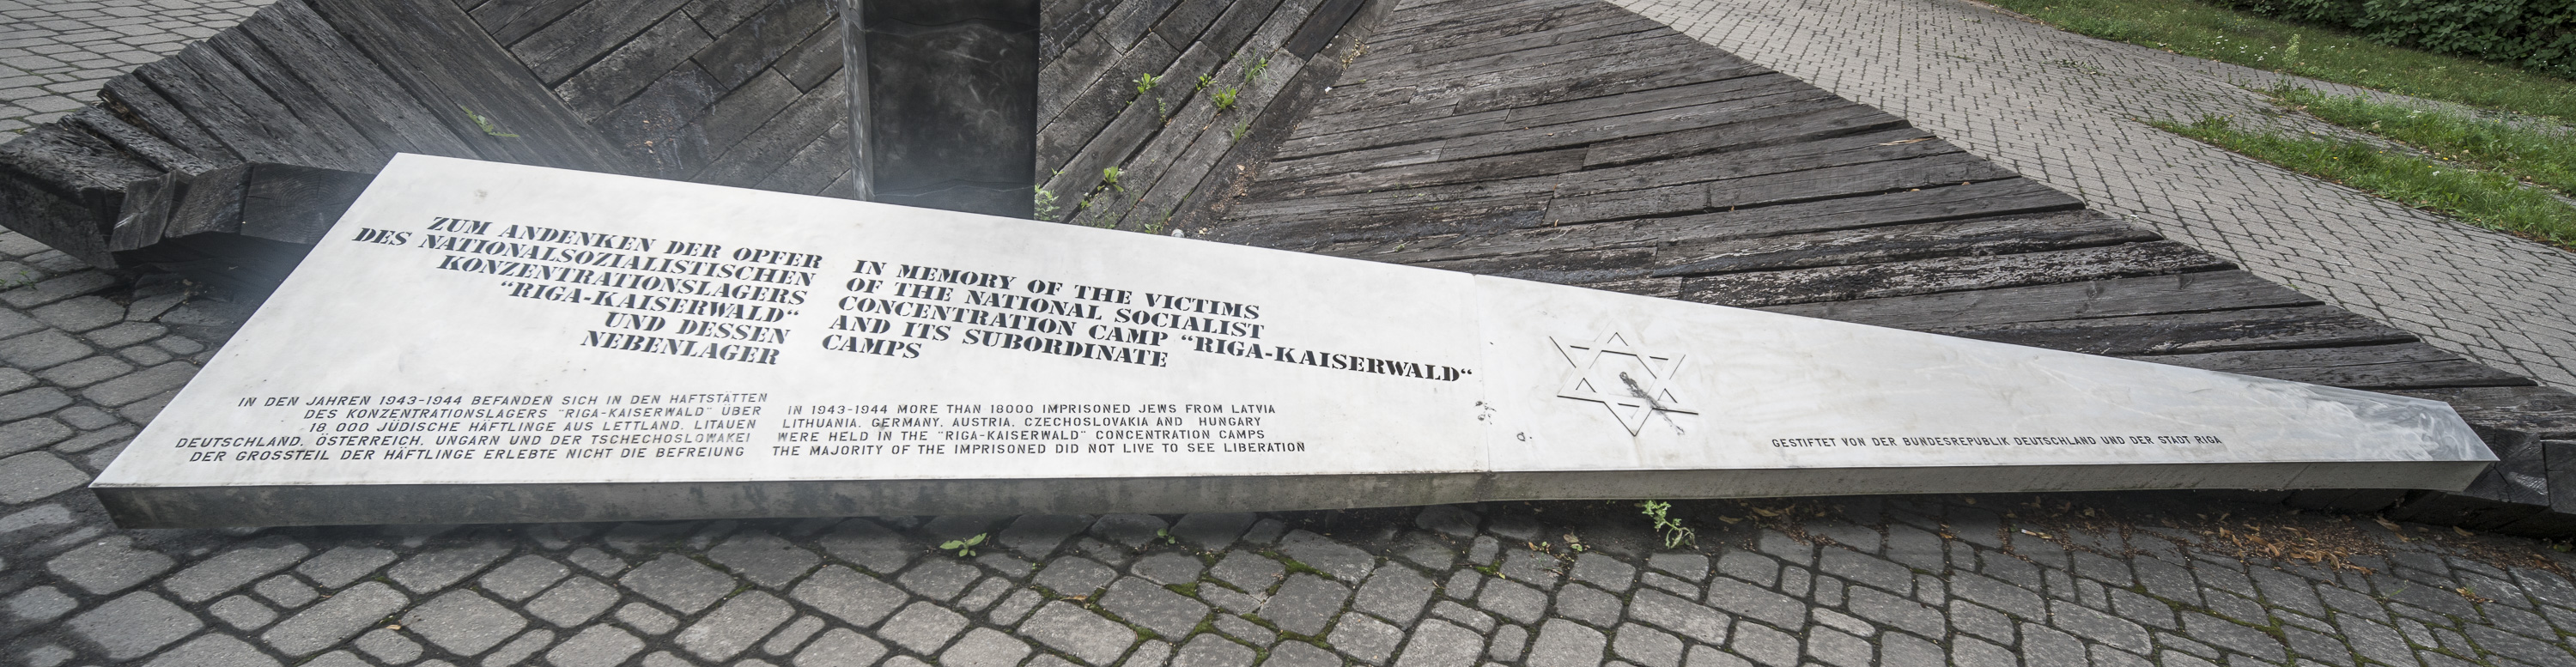 ZUM ANDENKEN DER OPFER
DES NATIONALSOZIALISTISCHEN
KONZENTRATIONSLAGERS
“RIGA-KAISERWALD“
UND DESSEN
NEBENLAGER
IN DEN JAHREN 1943-1944 BEFANDEN SICH IN DEN HAFTSTÄTTEN
DES KONZENTRATIONSLAGERS "RIGA-KAISERWALD" ÜBER
18 000 JÜDISCHE HÄFTLINGE AUS LETTLAND, LITAUEN
DEUTSCHLAND, ÖSTERREICH, UNGARN UND DER TSCHECHOSLOWAKEI
DER GROSSTEIL DER HÄFTLINGE ERLEBTE NICHT DIE BEFREIUNG
IN MEMORY OF THE VICTIMS
OF THE NATIONAL SOCIALIST
CONCENTRATION CAMP “RIGA-KAISERWALD“
AND ITS SUBORDINATE
CAMPS
IN 1943-1944 MORE THAN 18000 IMPRISONED JEWS FROM LATVIA
LITHUANIA, GERMANY, AUSTRIA, CZECHOSLOVAKIA AND HUNGARY
WERE HELD IN THE "RIGA-KAISERWALD" CONCENTRATION CAMPS
THE MAJORITY OF THE IMPRISONED DID NOT LIVE TO SEE LIBERATION
GESTIFTET VON DER BUNDESREPUBLIK DEUTSCHLAND UND DER STADT RIGA